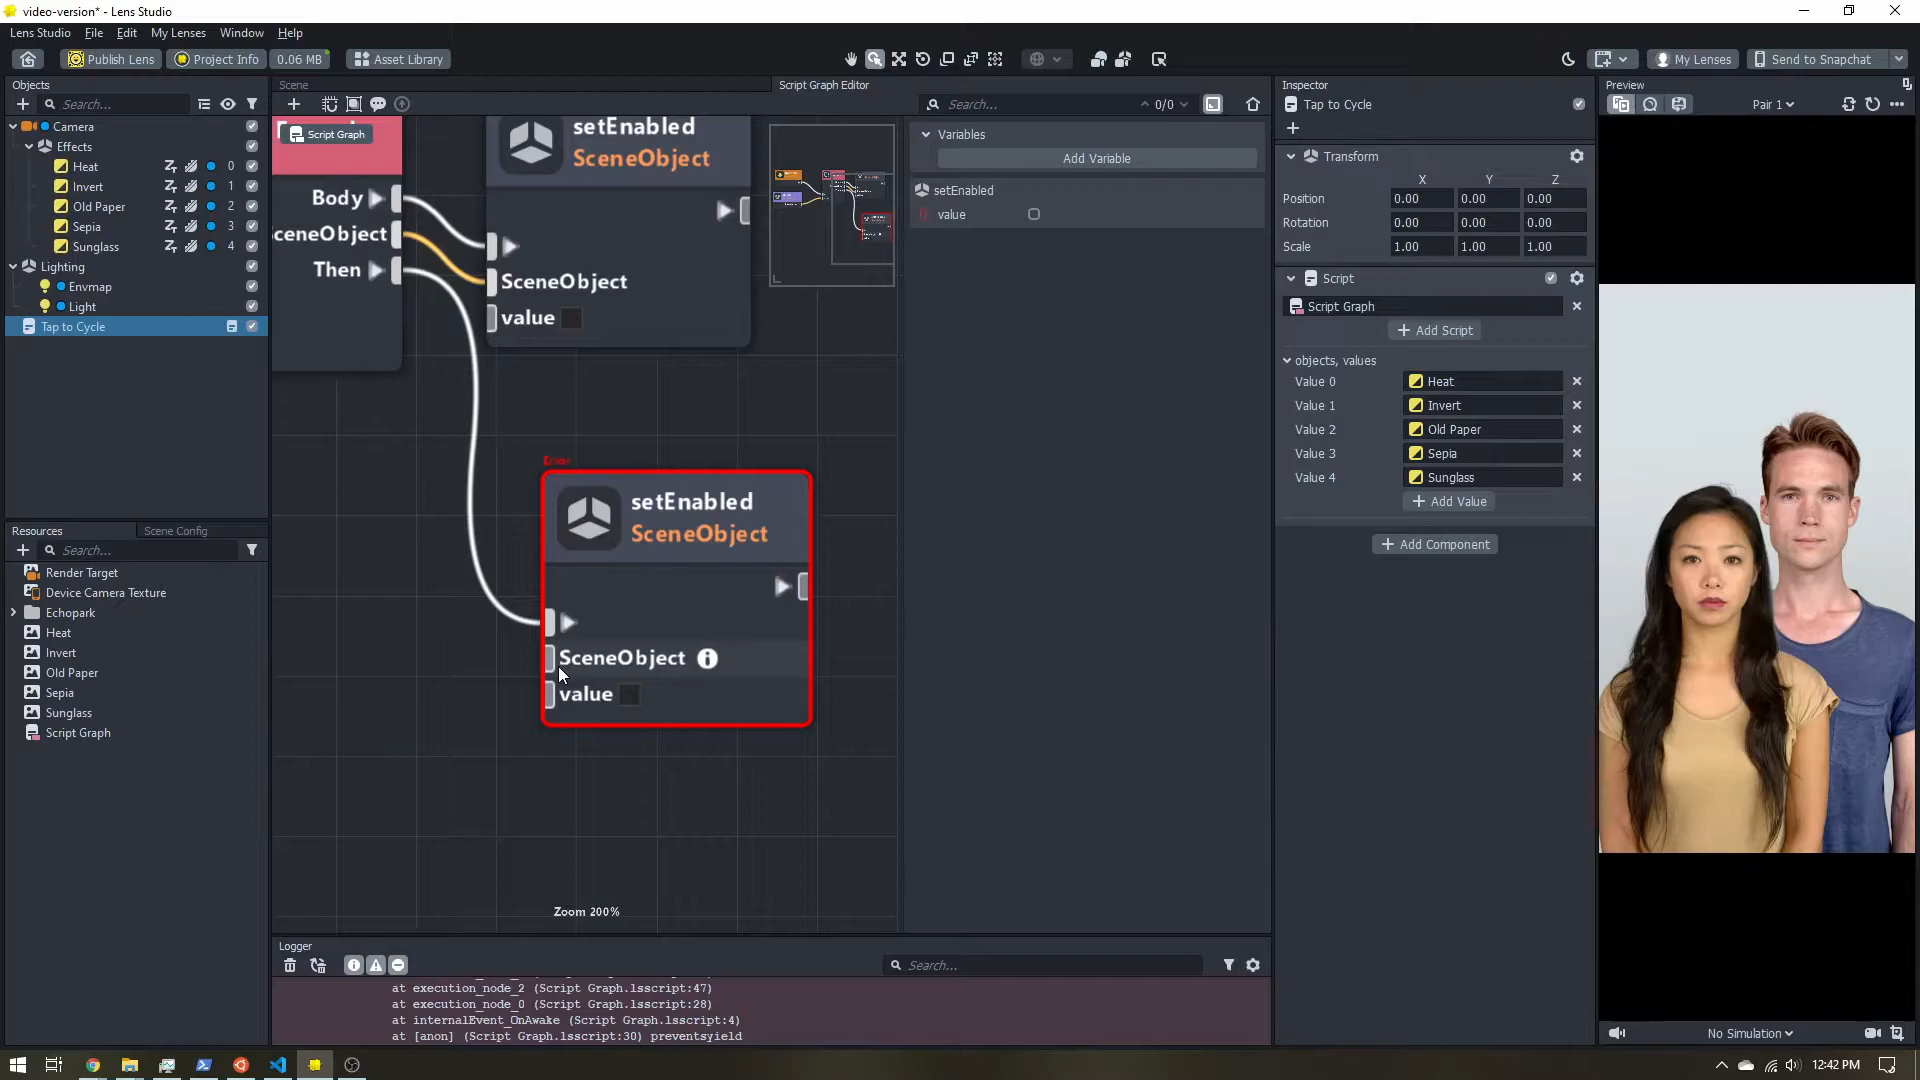 video-version* - Lens Studio
Lens Studio File Edit My Lenses Window Help
Publish Lens Project Info 0.06 MB Asset Library
My Lenses Send to Snapchat
Objects
Search...
Camera
Effects
Heat 0
Invert 1
Old Paper 2
Sepia 3
Sunglass 4
Lighting
Envmap
Light
Tap to Cycle
Resources Scene Config
Search...
Render Target
Device Camera Texture
Echopark
Heat
Invert
Old Paper
Sepia
Sunglass
Script Graph
Scene
Script Graph Editor
Search... 0/0
Script Graph
Body
ceneObject
Then
setEnabled
SceneObject
SceneObject
value
Error
setEnabled
SceneObject
SceneObject
value
Zoom 200%
Variables
Add Variable
setEnabled
value
Logger
Search...
at execution_node_2 (Script Graph.lsscript:47)
at execution_node_0 (Script Graph.lsscript:28)
at internalEvent_OnAwake (Script Graph.lsscript:4)
at [anon] (Script Graph.lsscript:30) preventsyield
Inspector
Tap to Cycle
Transform
X Y Z
Position 0.00 0.00 0.00
Rotation 0.00 0.00 0.00
Scale 1.00 1.00 1.00
Script
Script Graph
Add Script
objects, values
Value 0 Heat
Value 1 Invert
Value 2 Old Paper
Value 3 Sepia
Value 4 Sunglass
Add Value
Add Component
Preview
Pair 1
No Simulation
12:42 PM